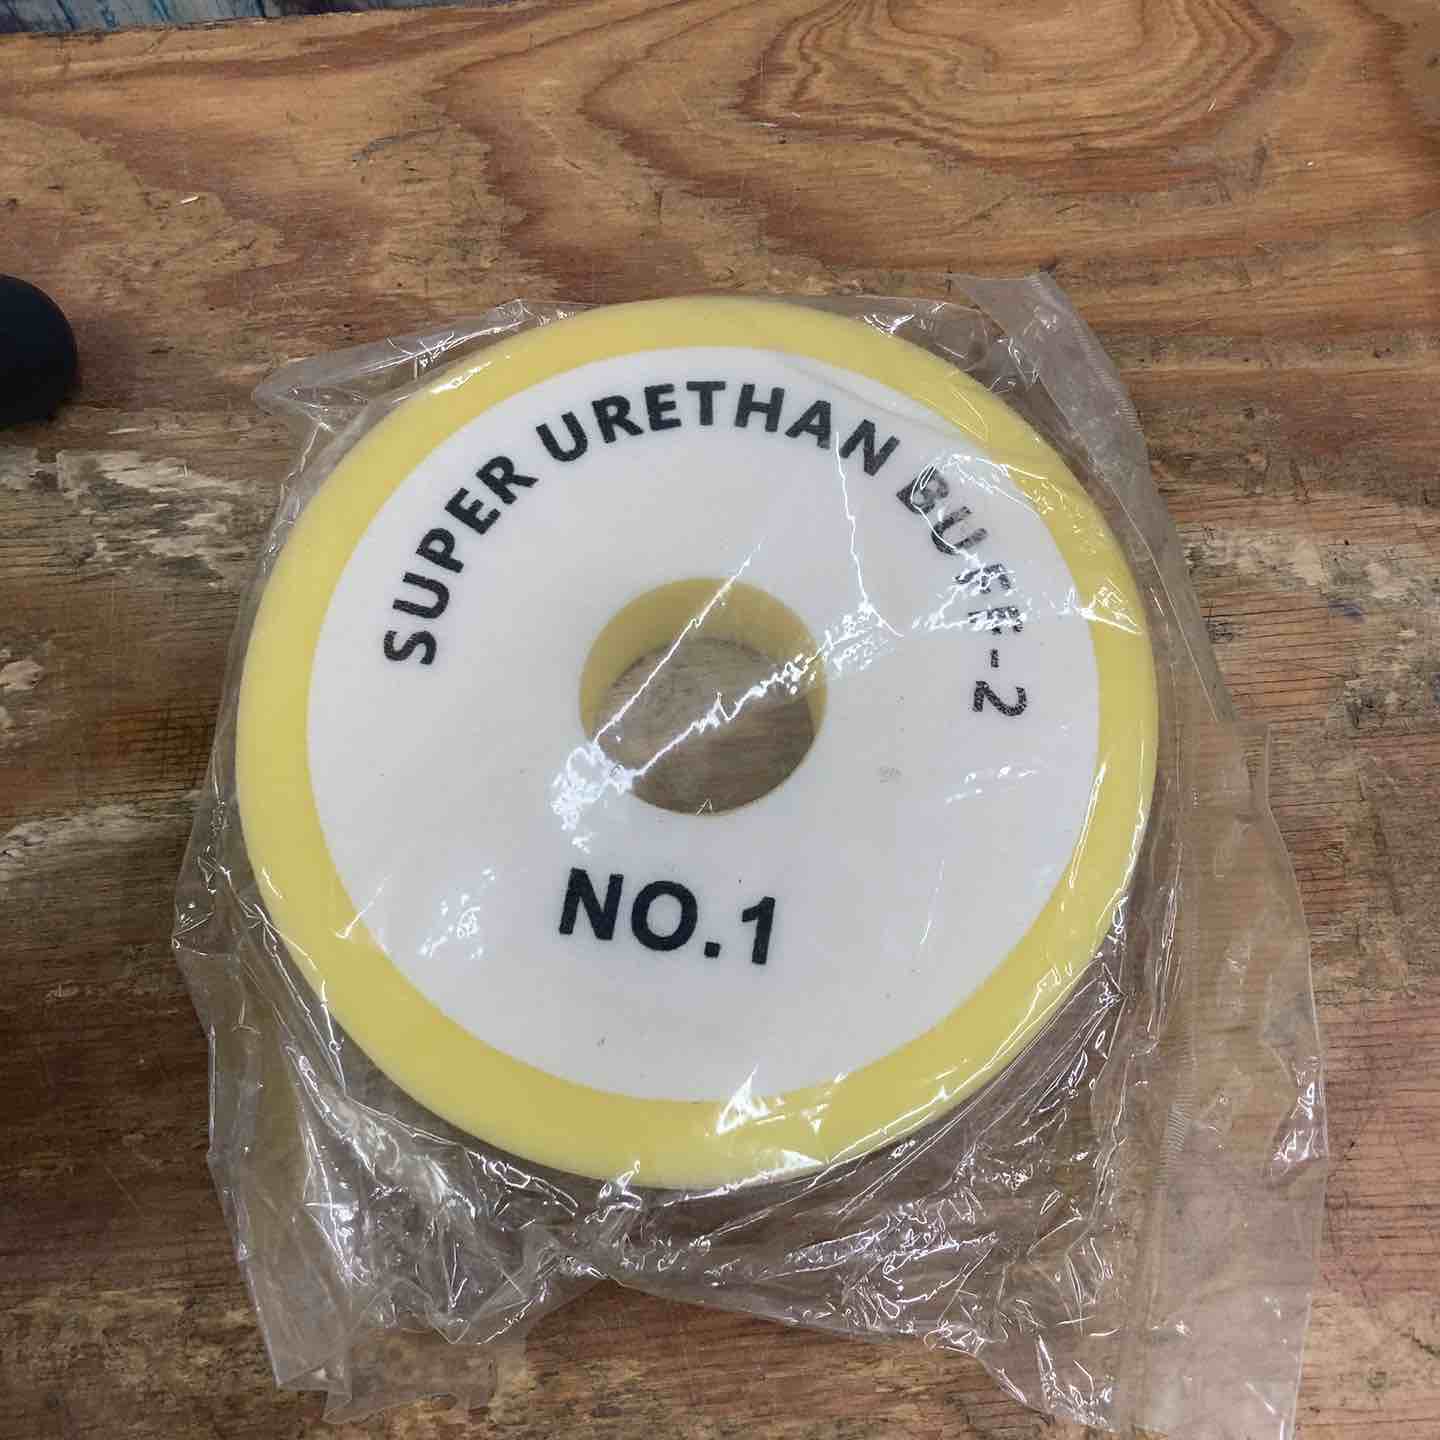 SUPER URETHAN BUFF-2
NO.1